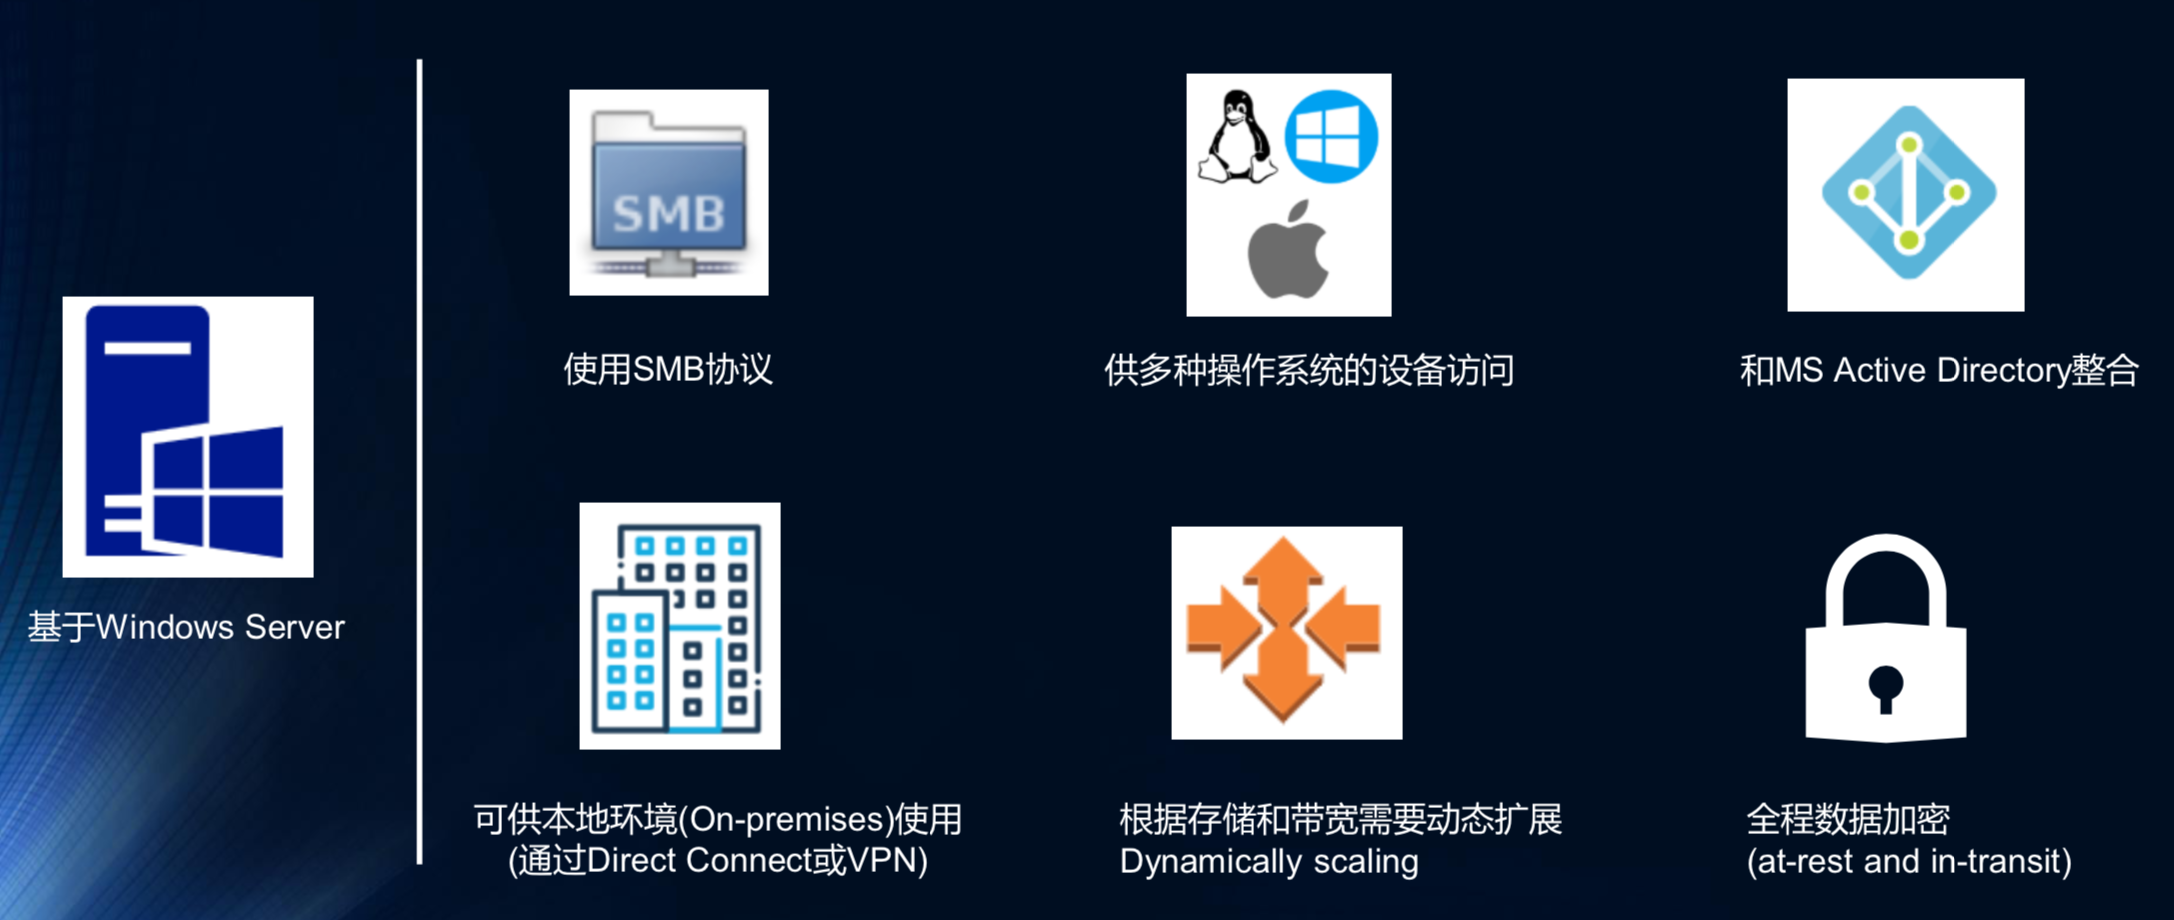 基于Windows Server
SMB
使用SMB协议
供多种操作系统的设备访问
和MS Active Directory整合
可供本地环境(On-premises)使用
(通过Direct Connect或VPN)
根据存储和带宽需要动态扩展
Dynamically scaling
全程数据加密
(at-rest and in-transit)